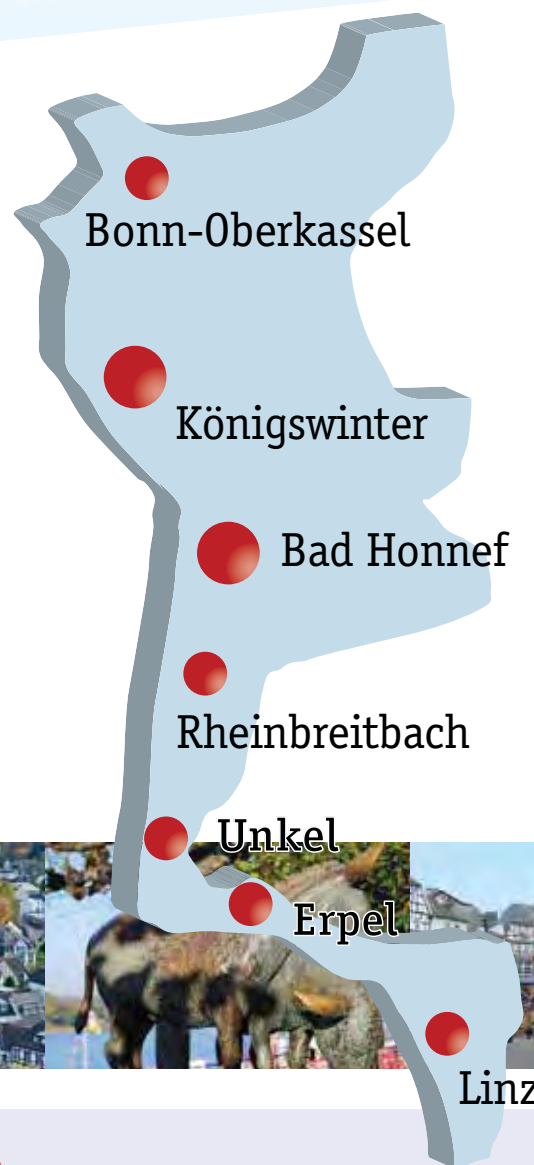 Bonn-Oberkassel
Königswinter
Bad Honnef
Rheinbreitbach
Unkel
Erpel
Linz